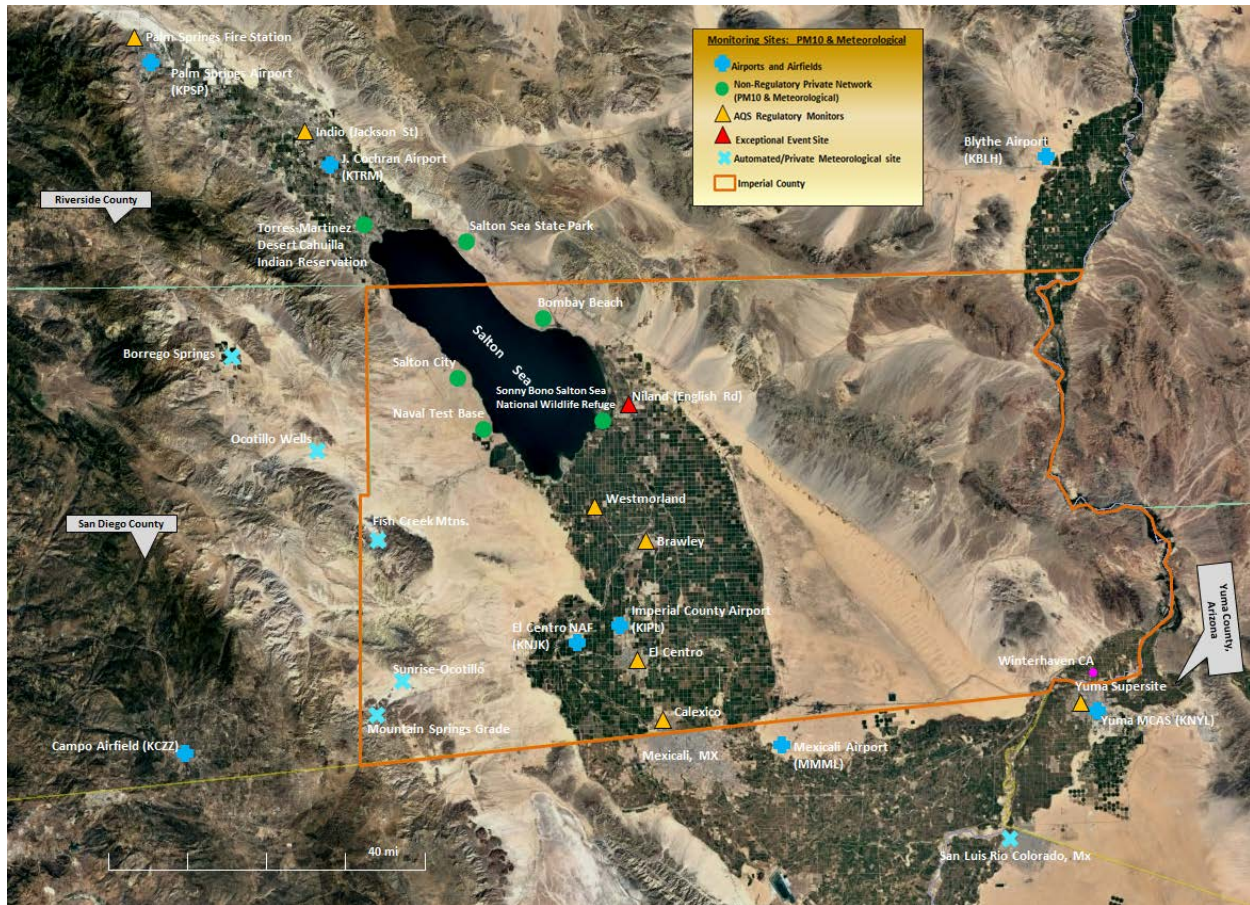 Palm Springs Fire Station
Palm Springs Airport
(KPSP)
Monitoring Sites: PM10 & Meteorological
Airports and Airfields
Non-Regulatory Private Network
(PM10 & Meteorological)
AQS Regulatory Monitors
Exceptional Event Site
Automated/Private Meteorological site
Imperial County
Indio (Jackson St)
J. Cochran Airport
(KTRM)
Blythe Airport
(KBLH)
Riverside County
Torres-Martinez
Desert Cahuilla
Indian Reservation
Salton Sea State Park
Bombay Beach
Salton
Sea
Borrego Springs
Salton City
Sonny Bono Salton Sea
National Wildlife Refuge
Niland (English Rd)
Naval Test Base
Ocotillo Wells
Westmorland
San Diego County
Fish Creek Mtns.
Brawley
Imperial County Airport
(KIPL)
El Centro NAF
(KNJK)
El Centro
Yuma County,
Arizona
Sunrise-Ocotillo
Winterhaven CA
Yuma Supersite
Yuma MCAS (KNYL)
Calexico
Mountain Springs Grade
Campo Airfield (KCZZ)
Mexicali, MX
Mexicali Airport
(MMML)
40 mi
San Luis Rio Colorado, Mx